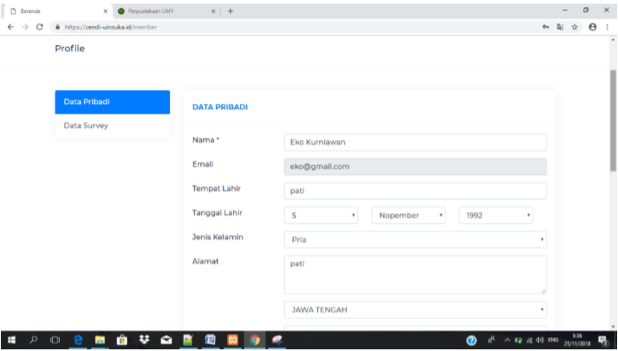 Beranda
Perpustakaan UMY
https://cendi-uinsuka.id/member
Profile
Data Pribadi
Data Survey
DATA PRIBADI
Nama *
Eko Kurniawan
Email
eko@gmail.com
Tempat Lahir
pati
Tanggal Lahir
5
Nopember
1992
Jenis Kelamin
Pria
Alamat
pati
JAWA TENGAH
ENG
5:36
25/11/2018